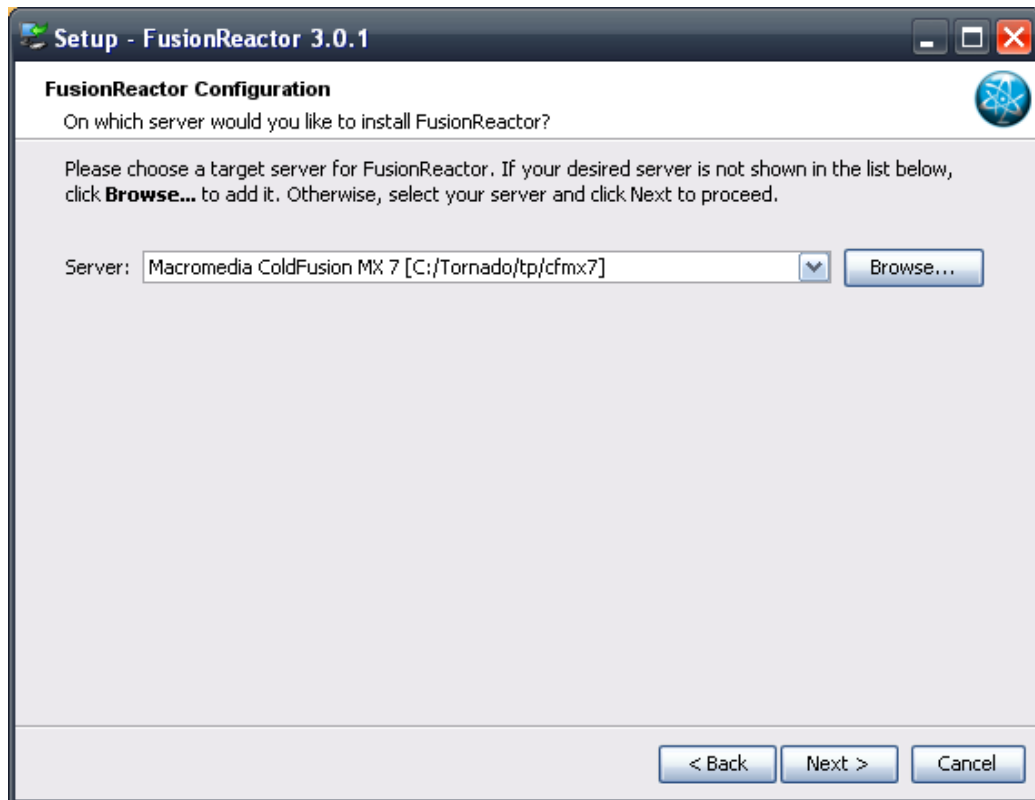 Setup - FusionReactor 3.0.1
FusionReactor Configuration
On which server would you like to install FusionReactor?
Please choose a target server for FusionReactor. If your desired server is not shown in the list below,
click Browse... to add it. Otherwise, select your server and click Next to proceed.
Server: Macromedia ColdFusion MX 7 [C:/Tornado/tp/cfmx7] Browse...
< Back Next > Cancel